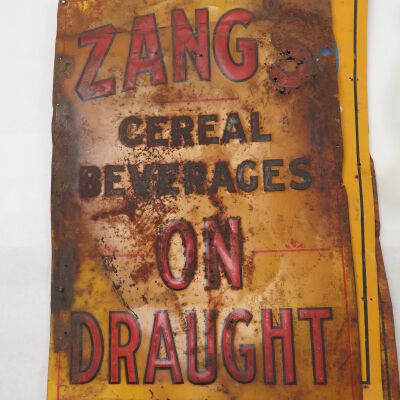 ZANG'S
CEREAL
BEVERAGES
ON
DRAUGHT